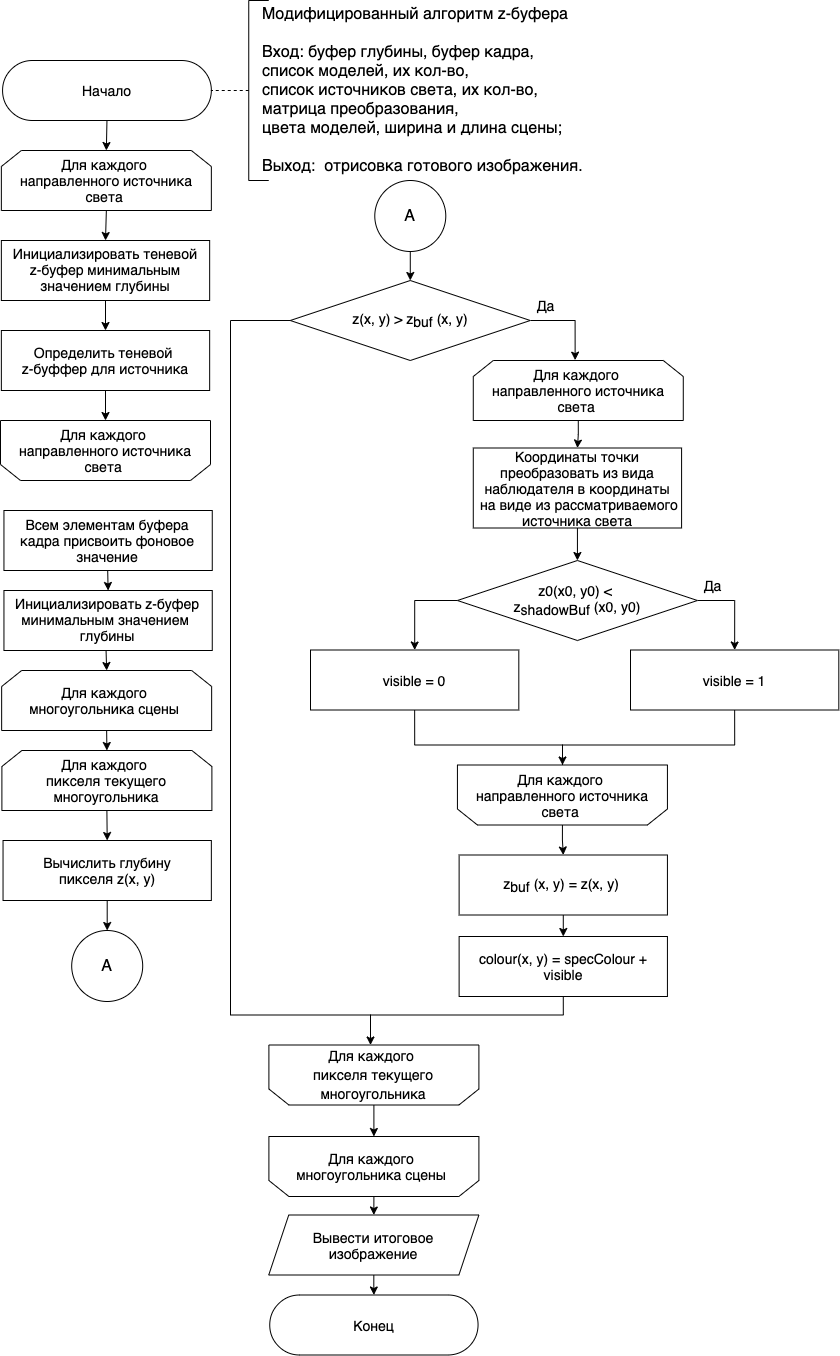 Модифицированный алгоритм z-буфера
Вход: буфер глубины, буфер кадра,
список моделей, их кол-во,
список источников света, их кол-во,
матрица преобразования,
цвета моделей, ширина и длина сцены;
Выход: отрисовка готового изображения.
Начало
Для каждого
направленного источника
света
Инициализировать теневой
z-буфер минимальным
значением глубины
Определить теневой
z-буффер для источника
Для каждого
направленного источника
света
Всем элементам буфера
кадра присвоить фоновое
значение
Инициализировать z-буфер
минимальным значением
глубины
Для каждого
многоугольника сцены
Для каждого
пикселя текущего
многоугольника
Вычислить глубину
пикселя z(x, y)
А
А
z(x, y) > zbuf (x, y)
Да
Для каждого
направленного источника
света
Координаты точки
преобразовать из вида
наблюдателя в координаты
на виде из рассматриваемого
источника света
z0(x0, y0) <
zshadowBuf (x0, y0)
Да
visible = 0
visible = 1
Для каждого
направленного источника
света
zbuf (x, y) = z(x, y)
colour(x, y) = specColour +
visible
Для каждого
пикселя текущего
многоугольника
Для каждого
многоугольника сцены
Вывести итоговое
изображение
Конец